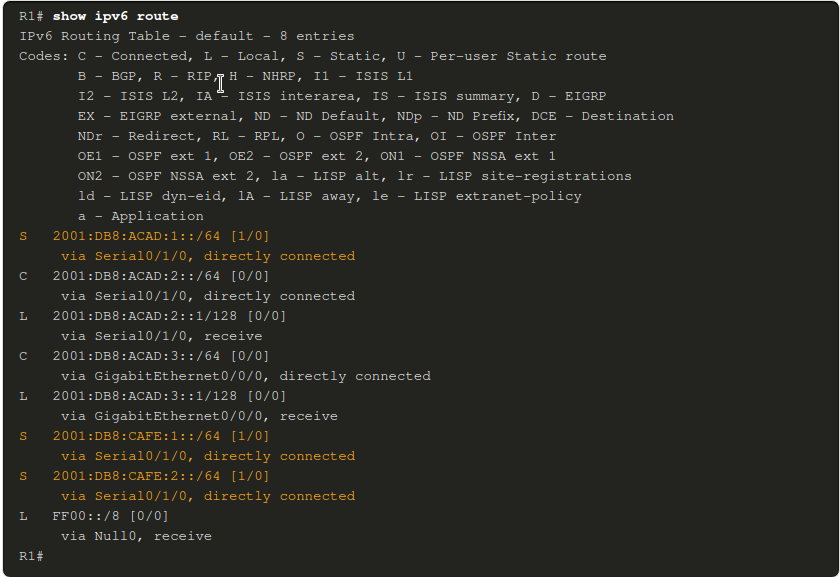 R1# show ipv6 route
IPv6 Routing Table - default - 8 entries
Codes: C - Connected, L - Local, S - Static, U - Per-user Static route
       B - BGP, R - RIP, H - NHRP, I1 - ISIS L1
       I2 - ISIS L2, IA - ISIS interarea, IS - ISIS summary, D - EIGRP
       EX - EIGRP external, ND - ND Default, NDp - ND Prefix, DCE - Destination
       NDr - Redirect, RL - RPL, O - OSPF Intra, OI - OSPF Inter
       OE1 - OSPF ext 1, OE2 - OSPF ext 2, ON1 - OSPF NSSA ext 1
       ON2 - OSPF NSSA ext 2, la - LISP alt, lr - LISP site-registrations
       ld - LISP dyn-eid, lA - LISP away, le - LISP extranet-policy
       a - Application
S   2001:DB8:ACAD:1::/64 [1/0]
     via Serial0/1/0, directly connected
C   2001:DB8:ACAD:2::/64 [0/0]
     via Serial0/1/0, directly connected
L   2001:DB8:ACAD:2::1/128 [0/0]
     via Serial0/1/0, receive
C   2001:DB8:ACAD:3::/64 [0/0]
     via GigabitEthernet0/0/0, directly connected
L   2001:DB8:ACAD:3::1/128 [0/0]
     via GigabitEthernet0/0/0, receive
S   2001:DB8:CAFE:1::/64 [1/0]
     via Serial0/1/0, directly connected
S   2001:DB8:CAFE:2::/64 [1/0]
     via Serial0/1/0, directly connected
L   FF00::/8 [0/0]
     via Null0, receive
R1#